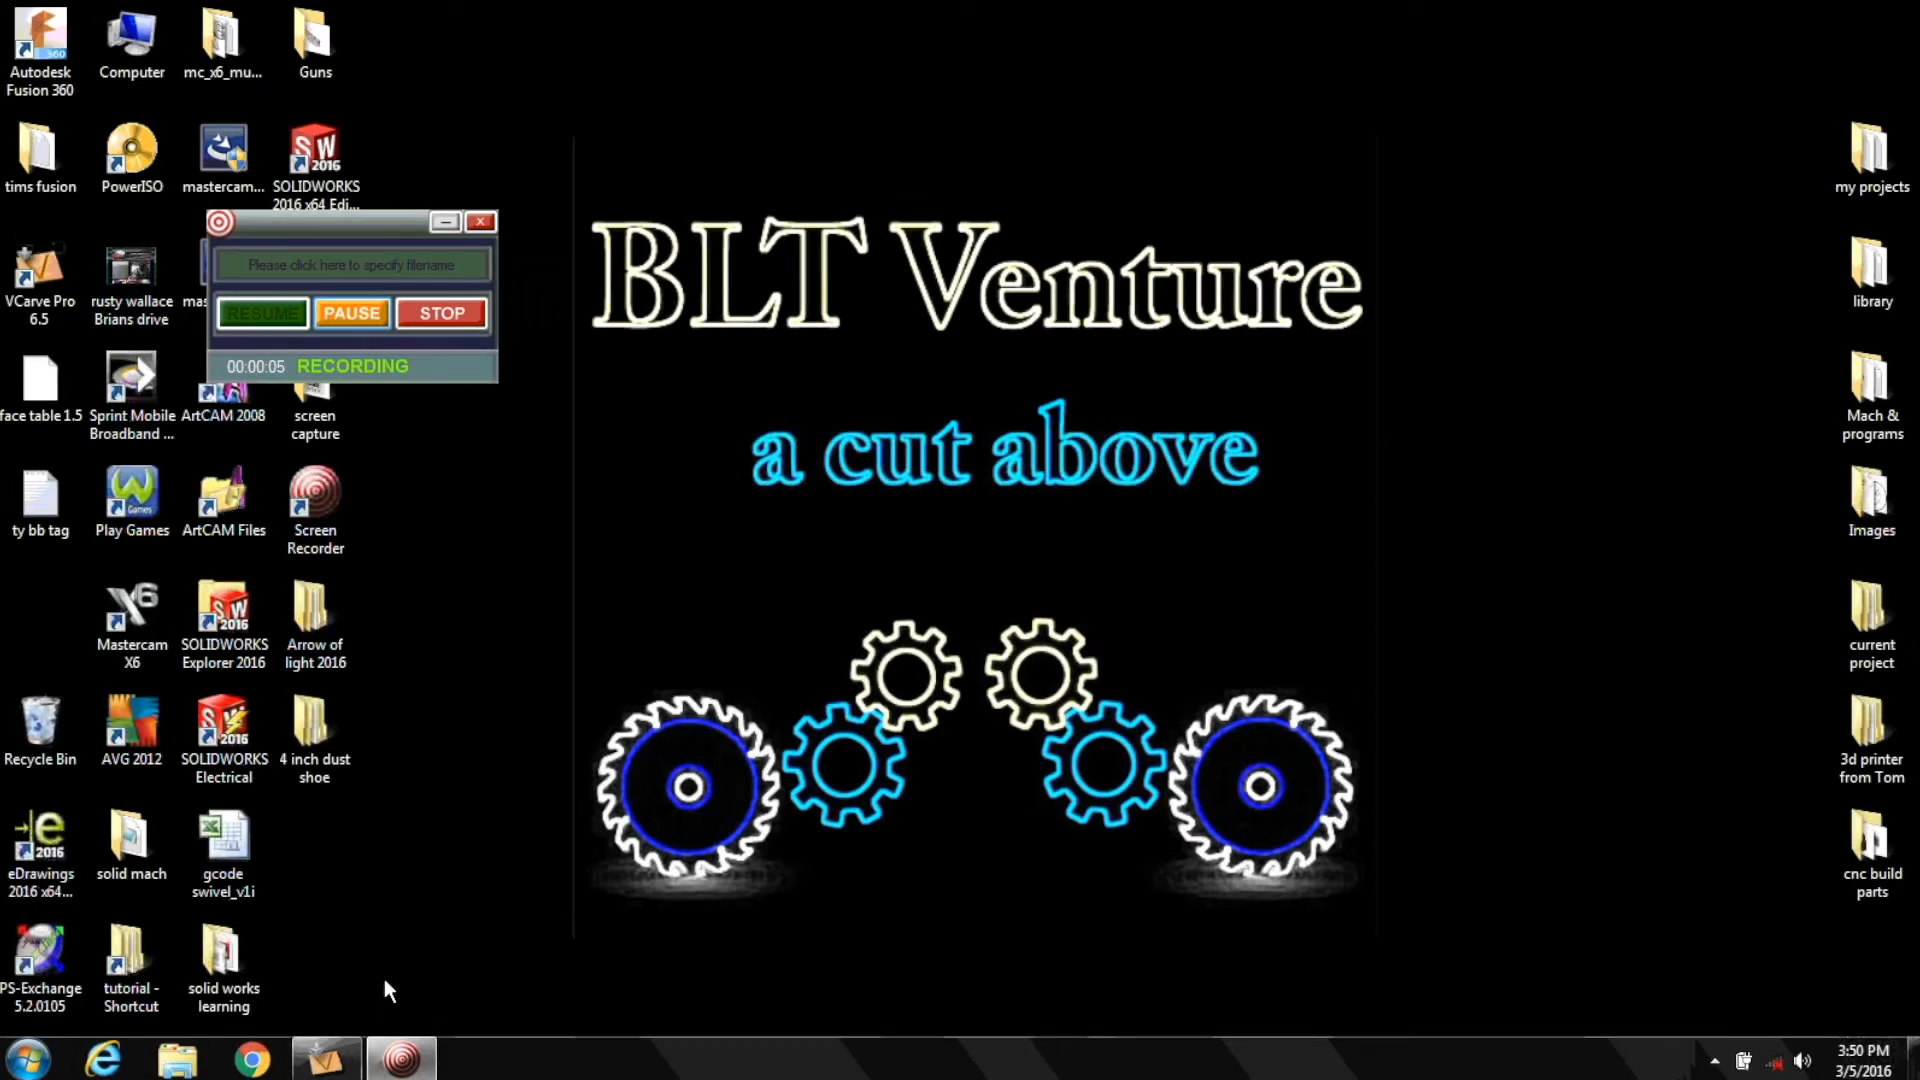 Autodesk
Fusion 360
Computer
mc_x6_mu...
Guns
tims fusion
PowerISO
mastercam...
SOLIDWORKS
2016 x64 Edi...
my projects
Please click here to specify filename
RESUME
PAUSE
STOP
00:00:05 RECORDING
VCarve Pro
6.5
rusty wallace
Brians drive
mas
library
BLT Venture
a cut above
face table 1.5
Sprint Mobile
Broadband ...
ArtCAM 2008
screen
capture
Mach &
programs
ty bb tag
Play Games
ArtCAM Files
Screen
Recorder
Images
Mastercam
X6
SOLIDWORKS
Explorer 2016
Arrow of
light 2016
current
project
Recycle Bin
AVG 2012
SOLIDWORKS
Electrical
4 inch dust
shoe
3d printer
from Tom
eDrawings
2016 x64...
solid mach
gcode
swivel_v1i
cnc build
parts
PS-Exchange
5.2.0105
tutorial -
Shortcut
solid works
learning
3:50 PM
3/5/2016